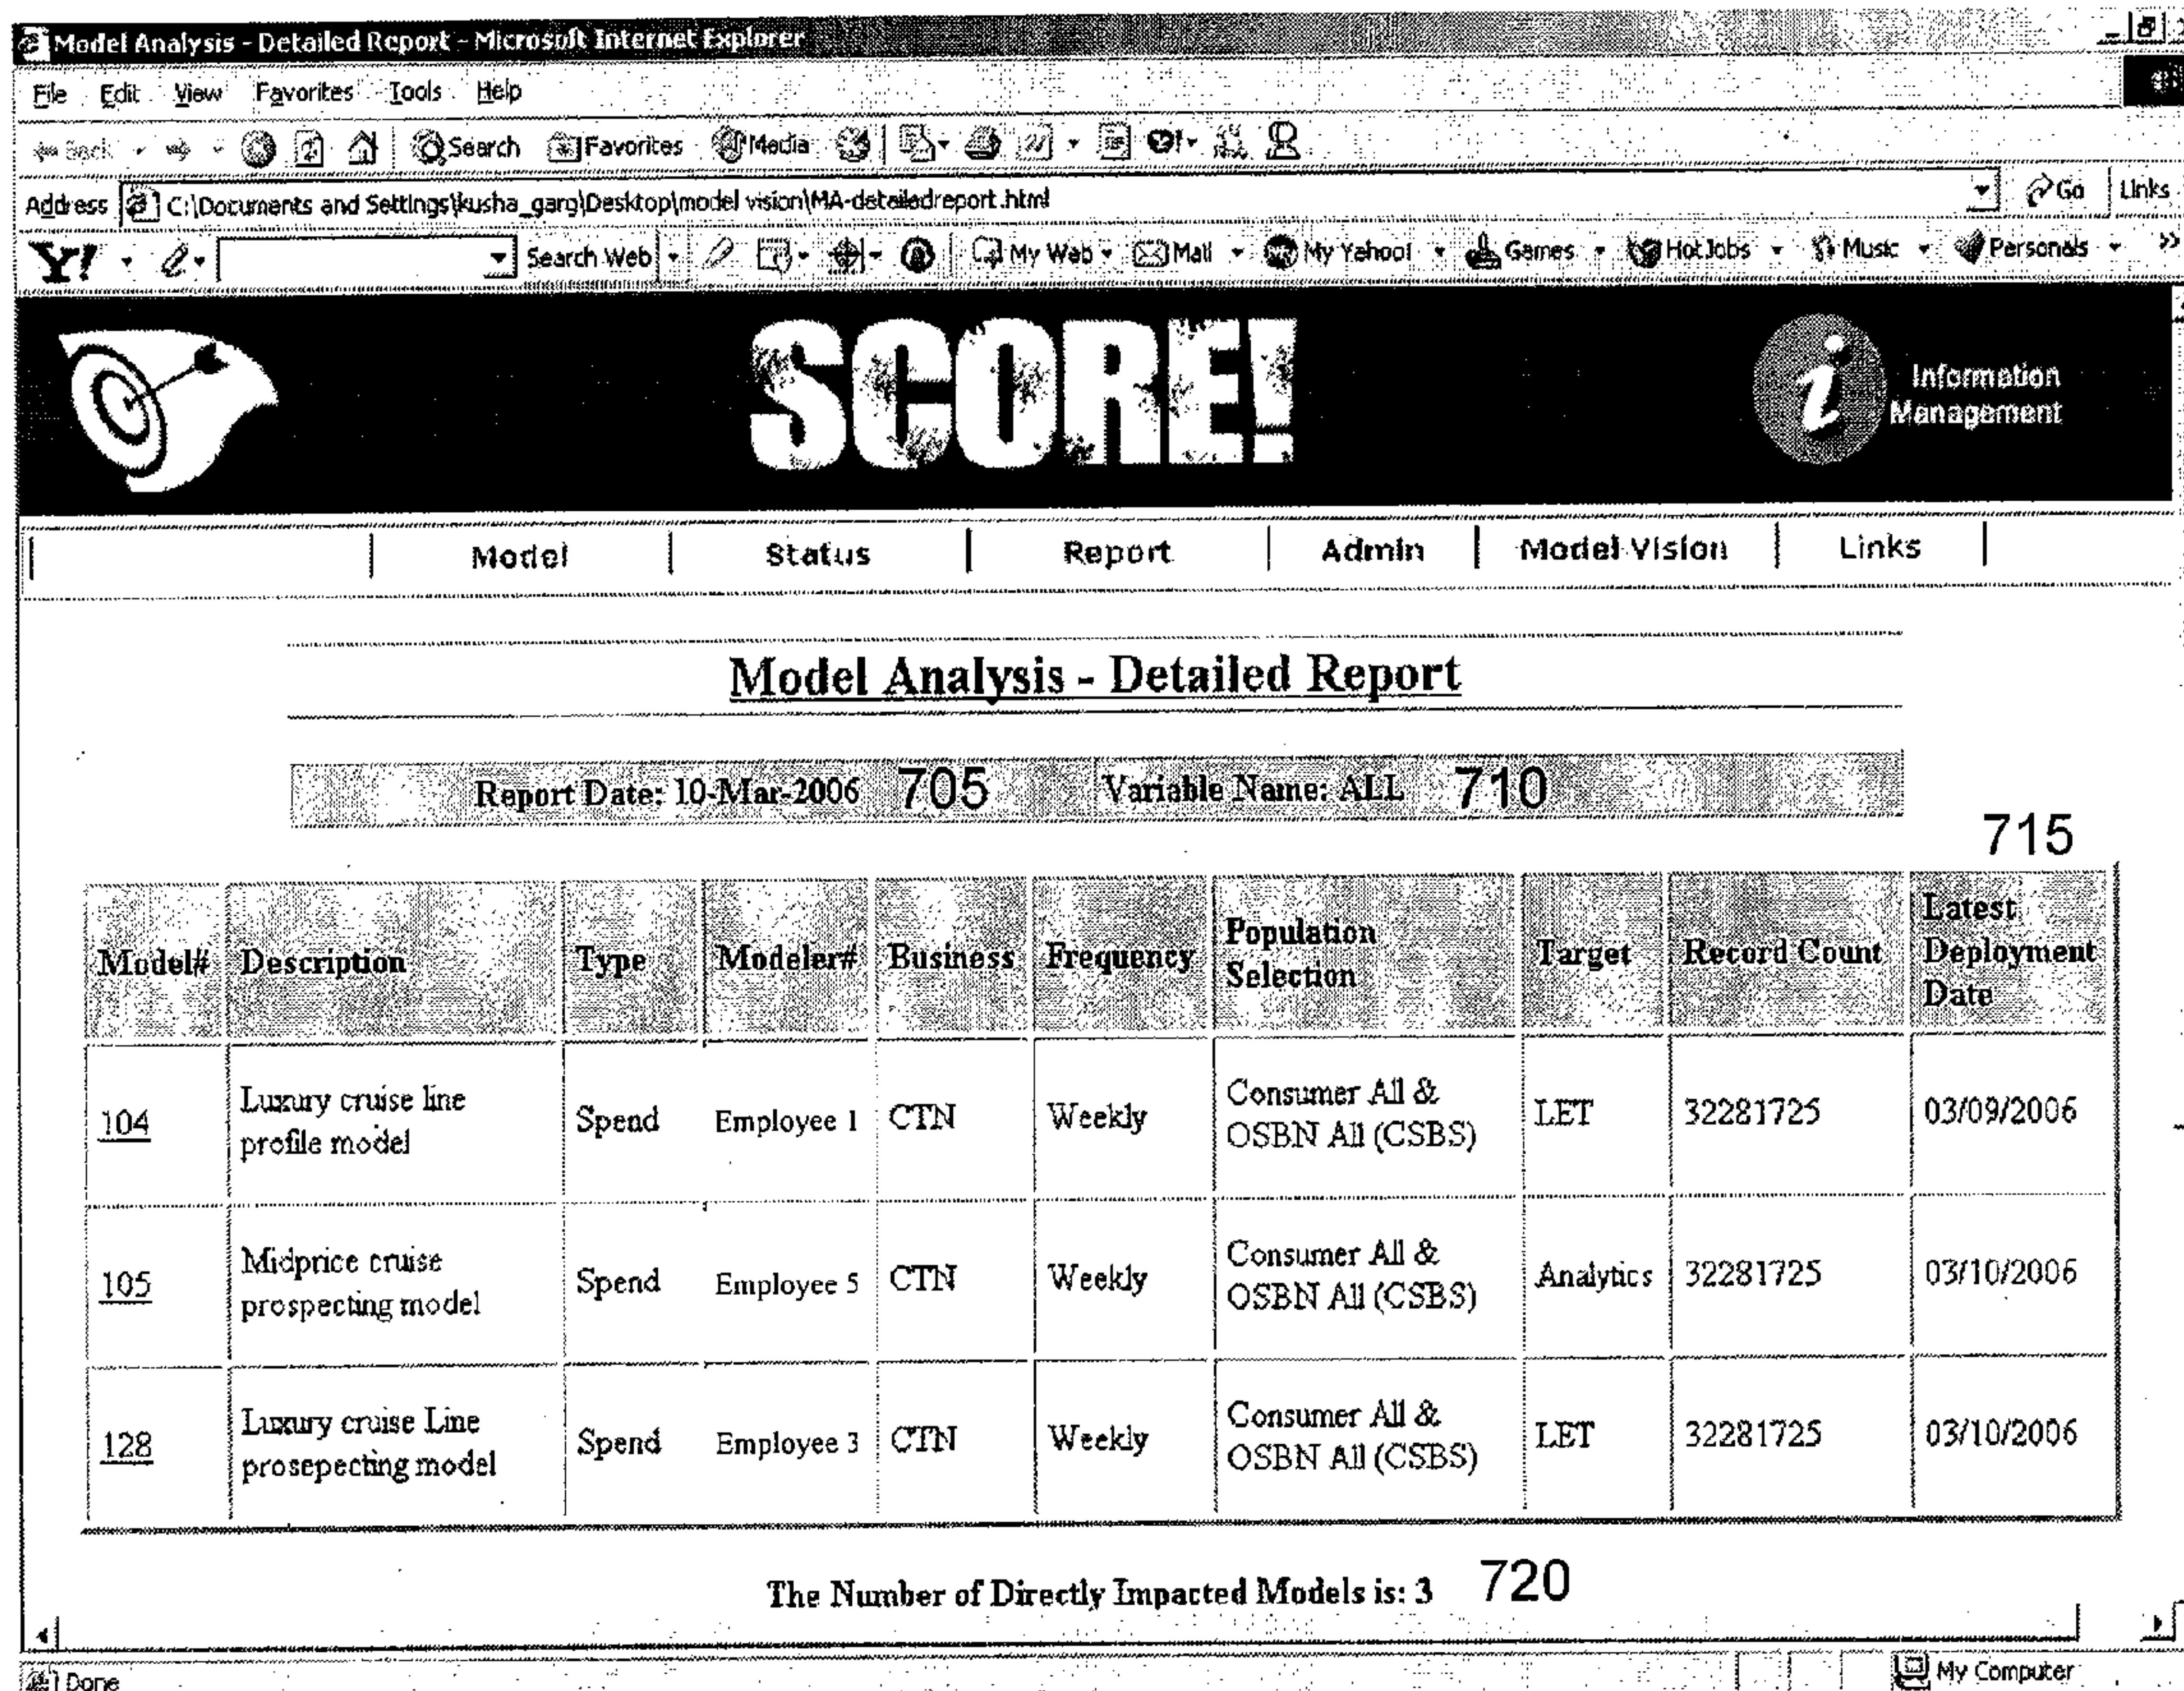 Model Analysis - Detailed Report - Microsoft Internet Explorer
File Edit View Favorites Tools Help
Back Search Favorites Media
Address C:\Documents and Settings\kusha_garg\Desktop\model vision\MA-detailedreport.html Go Links
Y! Search Web My Web Mail My Yahoo! Games HotJobs Music Personals »
SCORE!
i Information
Management
Model Status Report Admin Model Vision Links
Model Analysis - Detailed Report
Report Date: 10-Mar-2006 705 Variable Name: ALL 710
715
Model# Description Type Modeler# Business Frequency Population Selection Target Record Count Latest Deployment Date
104 Luxury cruise line profile model Spend Employee 1 CTN Weekly Consumer All & OSBN All (CSBS) LET 32281725 03/09/2006
105 Midprice cruise prospecting model Spend Employee 5 CTN Weekly Consumer All & OSBN All (CSBS) Analytics 32281725 03/10/2006
128 Luxury cruise Line prosepecting model Spend Employee 3 CTN Weekly Consumer All & OSBN All (CSBS) LET 32281725 03/10/2006
The Number of Directly Impacted Models is: 3 720
Done My Computer